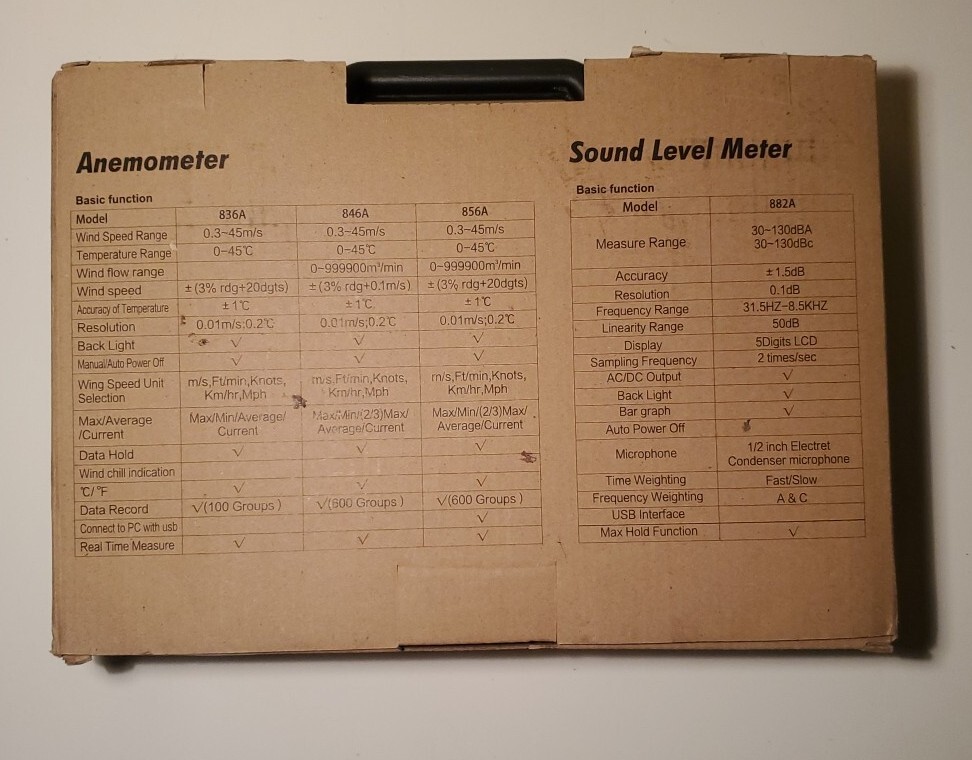 Anemometer
Basic function
Model 836A 846A 856A
Wind Speed Range 0.3~45m/s 0.3~45m/s 0.3~45m/s
Temperature Range 0~45℃ 0~45℃ 0~45℃
Wind flow range 0~999900m³/min 0~999900m³/min
Wind speed ±(3% rdg+20dgts) ±(3% rdg+0.1m/s) ±(3% rdg+20dgts)
Accuracy of Temperature ±1℃ ±1℃ ±1℃
Resolution 0.01m/s;0.2℃ 0.01m/s;0.2℃ 0.01m/s;0.2℃
Back Light √ √ √
Manual/Auto Power Off √ √ √
Wing Speed Unit m/s,Ft/min,Knots, m/s,Ft/min,Knots, m/s,Ft/min,Knots,
Selection Km/hr,Mph Km/hr,Mph Km/hr,Mph
Max/Average Max/Min/Average/ Max/Min/(2/3)Max/ Max/Min/(2/3)Max/
/Current Current Average/Current Average/Current
Data Hold √ √ √
Wind chill indication
℃/℉ √ √ √
Data Record √(100 Groups ) √(600 Groups ) √(600 Groups )
Connect to PC with usb √
Real Time Measure √ √ √
Sound Level Meter
Basic function
Model 882A
Measure Range 30~130dBA
30~130dBc
Accuracy ±1.5dB
Resolution 0.1dB
Frequency Range 31.5HZ~8.5KHZ
Linearity Range 50dB
Display 5Digits LCD
Sampling Frequency 2 times/sec
AC/DC Output √
Back Light √
Bar graph √
Auto Power Off
Microphone 1/2 inch Electret
Condenser microphone
Time Weighting Fast/Slow
Frequency Weighting A & C
USB Interface
Max Hold Function √